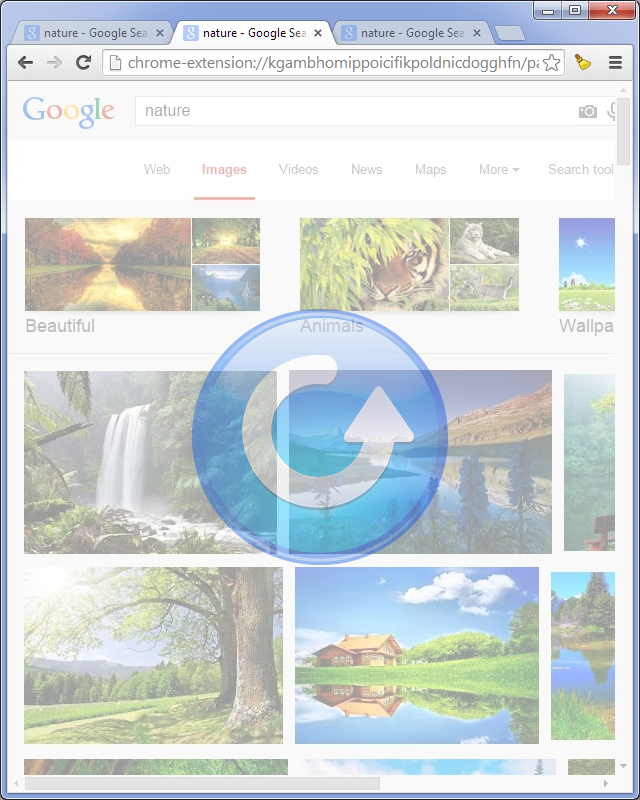 nature - Google Sea
nature - Google Sea
nature - Google Sea
chrome-extension://kgambhomippoicifikpoldnicdogghfn/pa
Google
nature
Web Images Videos News Maps More Search tool
Beautiful Animals Wallpa